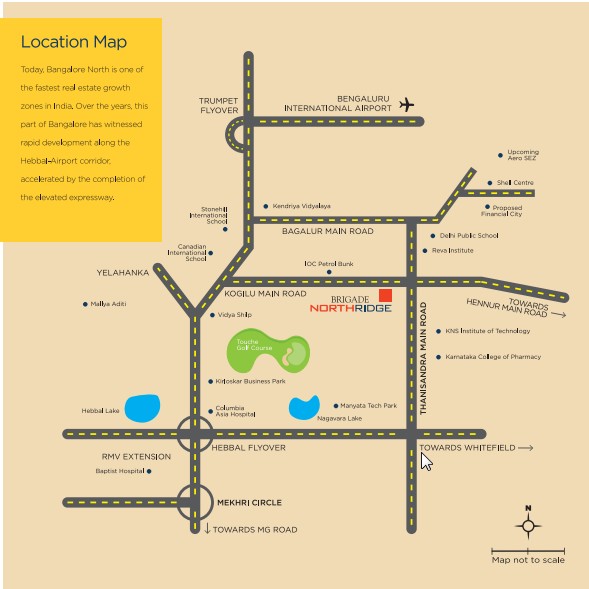 Location Map
Today, Bangalore North is one of
the fastest real estate growth
zones in India. Over the years, this
part of Bangalore has witnessed
rapid development along the
Hebbal-Airport corridor,
accelerated by the completion of
the elevated expressway.
TRUMPET
FLYOVER
BENGALURU
INTERNATIONAL AIRPORT
Upcoming
Aero SEZ
Shell Centre
Proposed
Financial City
Stonehill
International
School
Kendriya Vidyalaya
BAGALUR MAIN ROAD
Delhi Public School
Reva Institute
Canadian
International
School
YELAHANKA
IOC Petrol Bunk
KOGILU MAIN ROAD
BRIGADE
NORTHRIDGE
TOWARDS
HENNUR MAIN ROAD
Mallya Aditi
Vidya Shilp
THANISANDRA MAIN ROAD
KNS Institute of Technology
Touche
Golf Course
Karnataka College of Pharmacy
Kirloskar Business Park
Hebbal Lake
Columbia
Asia Hospital
Manyata Tech Park
Nagavara Lake
HEBBAL FLYOVER
TOWARDS WHITEFIELD
RMV EXTENSION
Baptist Hospital
MEKHRI CIRCLE
TOWARDS MG ROAD
N
Map not to scale